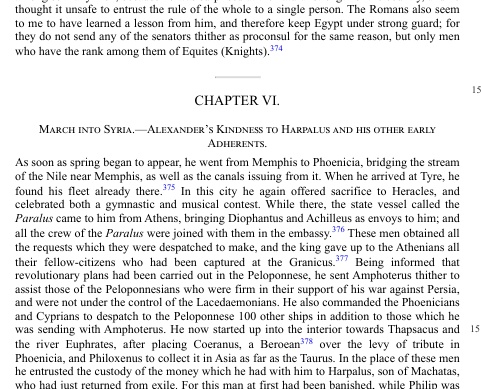 thought it unsafe to entrust the rule of the whole to a single person. The Romans also seem
to me to have learned a lesson from him, and therefore keep Egypt under strong guard; for
they do not send any of the senators thither as proconsul for the same reason, but only men
who have the rank among them of Equites (Knights).374
15
CHAPTER VI.
MARCH INTO SYRIA.—ALEXANDER'S KINDNESS TO HARPALUS AND HIS OTHER EARLY
ADHERENTS.
As soon as spring began to appear, he went from Memphis to Phoenicia, bridging the stream
of the Nile near Memphis, as well as the canals issuing from it. When he arrived at Tyre, he
found his fleet already there.375 In this city he again offered sacrifice to Heracles, and
celebrated both a gymnastic and musical contest. While there, the state vessel called the
Paralus came to him from Athens, bringing Diophantus and Achilleus as envoys to him; and
all the crew of the Paralus were joined with them in the embassy.376 These men obtained all
the requests which they were despatched to make, and the king gave up to the Athenians all
their fellow-citizens who had been captured at the Granicus.377 Being informed that
revolutionary plans had been carried out in the Peloponnese, he sent Amphoterus thither to
assist those of the Peloponnesians who were firm in their support of his war against Persia,
and were not under the control of the Lacedaemonians. He also commanded the Phoenicians
and Cyprians to despatch to the Peloponnese 100 other ships in addition to those which he
was sending with Amphoterus. He now started up into the interior towards Thapsacus and
15
the river Euphrates, after placing Coeranus, a Beroean378 over the levy of tribute in
Phoenicia, and Philoxenus to collect it in Asia as far as the Taurus. In the place of these men
he entrusted the custody of the money which he had with him to Harpalus, son of Machatas,
who had just returned from exile. For this man at first had been banished, while Philip was